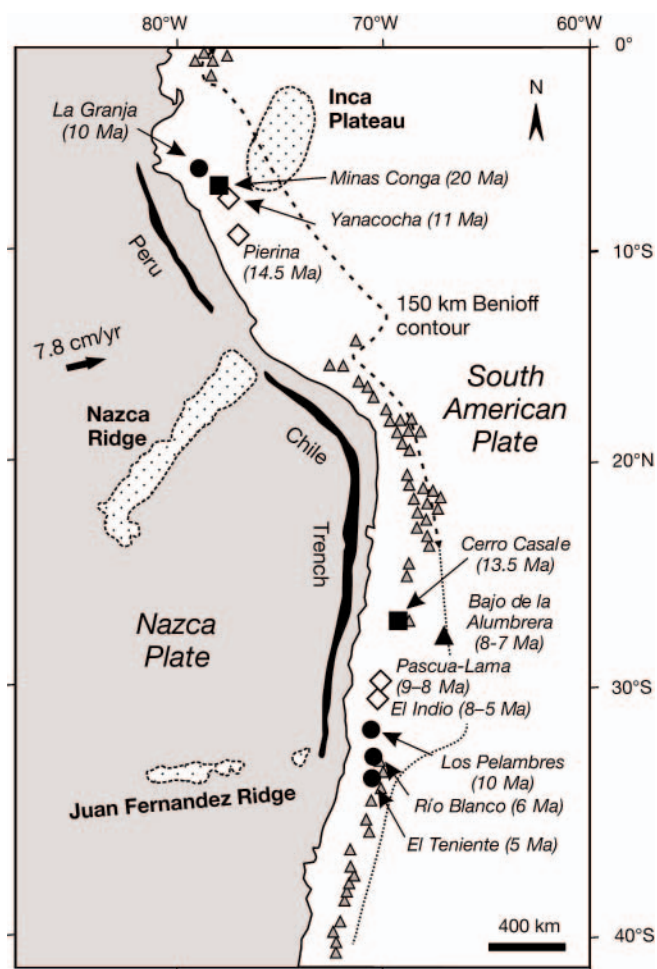 80°W
70°W
60°W
0°
La Granja
(10 Ma)
Inca
Plateau
N
Minas Conga (20 Ma)
Yanacocha (11 Ma)
Pierina
(14.5 Ma)
10°S
Peru
150 km Benioff
contour
7.8 cm/yr
South
American
Plate
Nazca
Ridge
Chile
20°S
Trench
Cerro Casale
(13.5 Ma)
Bajo de la
Alumbrera
(8-7 Ma)
Nazca
Plate
Pascua-Lama
(9–8 Ma)
30°S
El Indio (8–5 Ma)
Los Pelambres
(10 Ma)
Juan Fernandez Ridge
Río Blanco (6 Ma)
El Teniente (5 Ma)
400 km
40°S